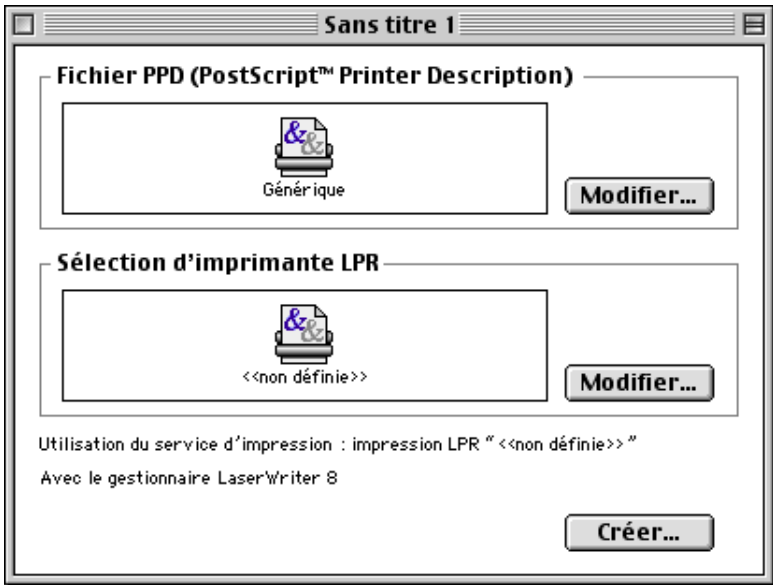 Sans titre 1
Fichier PPD (PostScript™ Printer Description)
Générique
Modifier...
Sélection d'imprimante LPR
<<non définie>>
Modifier...
Utilisation du service d'impression : impression LPR “ <<non définie>> ”
Avec le gestionnaire LaserWriter 8
Créer...